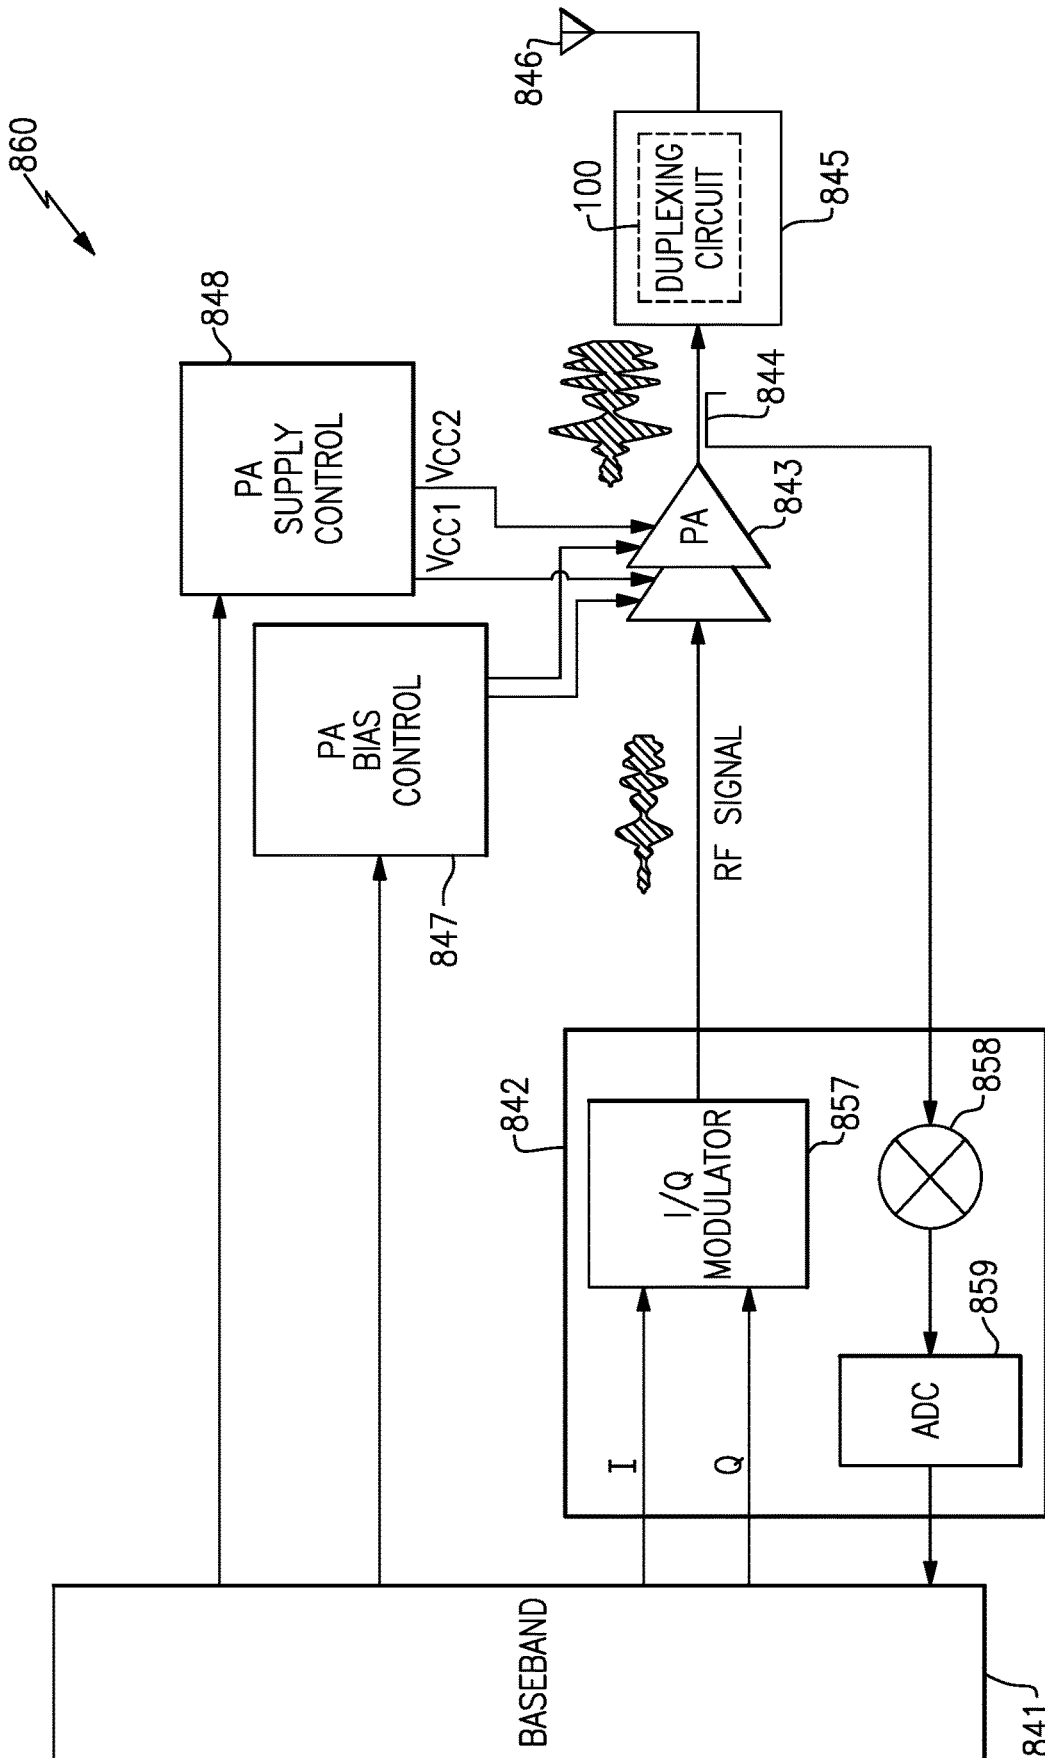 860
848
PA
SUPPLY
CONTROL
VCC1
VCC2
PA
BIAS
CONTROL
847
846
100
DUPLEXING
CIRCUIT
845
844
PA
843
RF SIGNAL
842
I/Q
MODULATOR
857
858
859
ADC
I
Q
BASEBAND
841